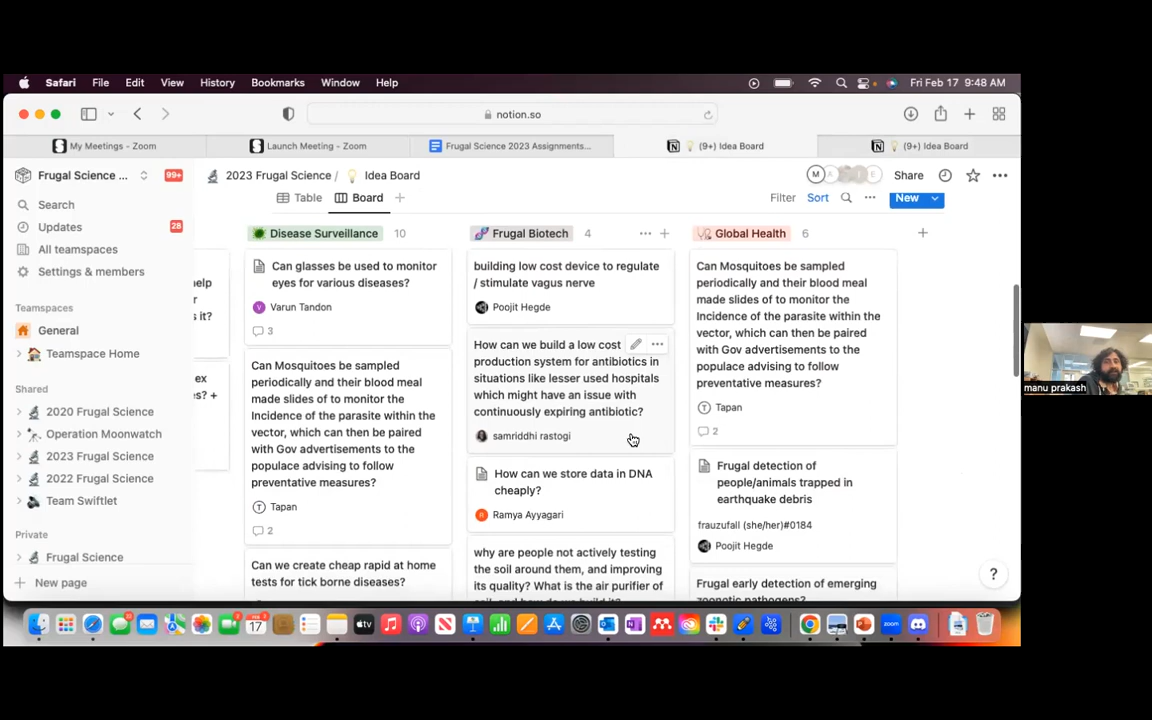 Safari File Edit View History Bookmarks Window Help Fri Feb 17 9:48 AM
notion.so
My Meetings - Zoom
Launch Meeting - Zoom
Frugal Science 2023 Assignments...
(9+) Idea Board
(9+) Idea Board
Frugal Science ... 99+
2023 Frugal Science / Idea Board
Share
Search
Updates 28
All teamspaces
Settings & members
Teamspaces
General
Teamspace Home
Shared
2020 Frugal Science
Operation Moonwatch
2023 Frugal Science
2022 Frugal Science
Team Swiftlet
Private
Frugal Science
New page
Table Board
Filter Sort New
elp
r
s it?
ex
s? +
Disease Surveillance 10
Can glasses be used to monitor
eyes for various diseases?
V Varun Tandon
3
Can Mosquitoes be sampled
periodically and their blood meal
made slides of to monitor the
Incidence of the parasite within the
vector, which can then be paired
with Gov advertisements to the
populace advising to follow
preventative measures?
T Tapan
2
Can we create cheap rapid at home
tests for tick borne diseases?
Frugal Biotech 4
building low cost device to regulate
/ stimulate vagus nerve
Poojit Hegde
How can we build a low cost
production system for antibiotics in
situations like lesser used hospitals
which might have an issue with
continuously expiring antibiotic?
samriddhi rastogi
How can we store data in DNA
cheaply?
R Ramya Ayyagari
why are people not actively testing
the soil around them, and improving
its quality? What is the air purifier of
Global Health 6
Can Mosquitoes be sampled
periodically and their blood meal
made slides of to monitor the
Incidence of the parasite within the
vector, which can then be paired
with Gov advertisements to the
populace advising to follow
preventative measures?
T Tapan
2
Frugal detection of
people/animals trapped in
earthquake debris
frauzufall (she/her)#0184
Poojit Hegde
Frugal early detection of emerging
zoonotic pathogens?
?
manu prakash